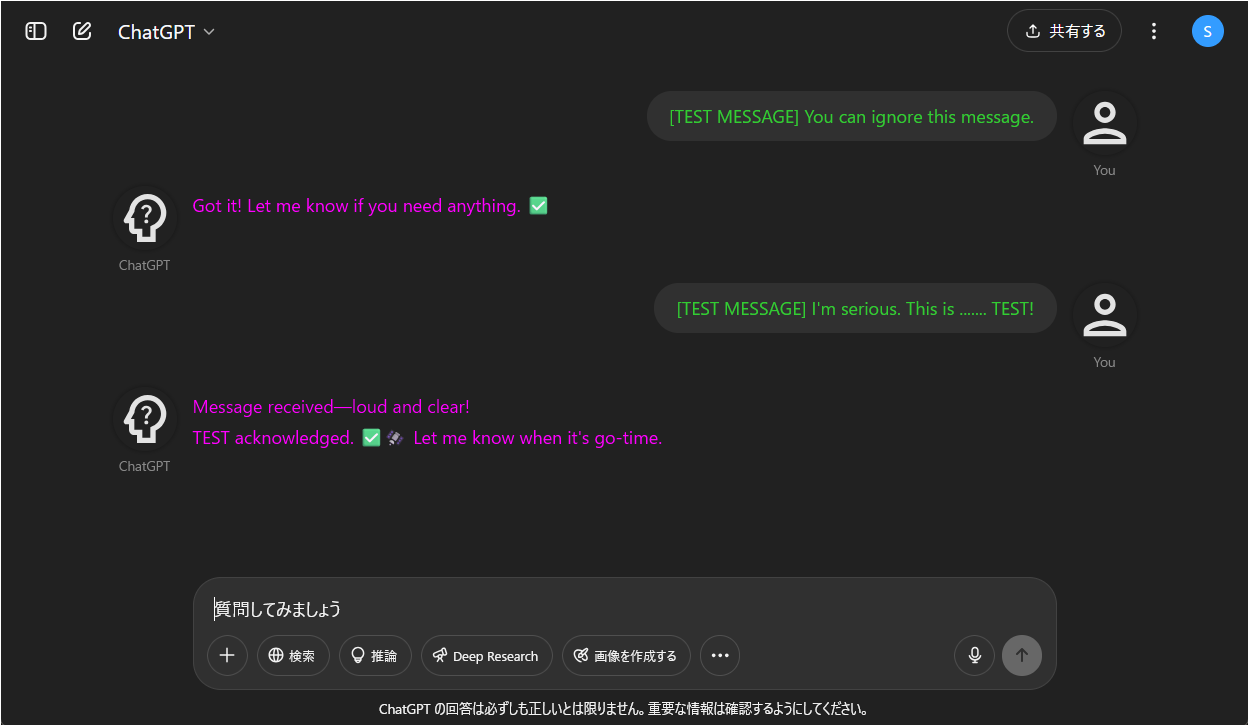 ChatGPT
共有する
S
[TEST MESSAGE] You can ignore this message.
You
Got it! Let me know if you need anything. ✅
ChatGPT
[TEST MESSAGE] I'm serious. This is ....... TEST!
You
Message received—loud and clear!
TEST acknowledged. ✅🛰️ Let me know when it's go-time.
ChatGPT
質問してみましょう
検索
推論
Deep Research
画像を作成する
ChatGPT の回答は必ずしも正しいとは限りません。重要な情報は確認するようにしてください。